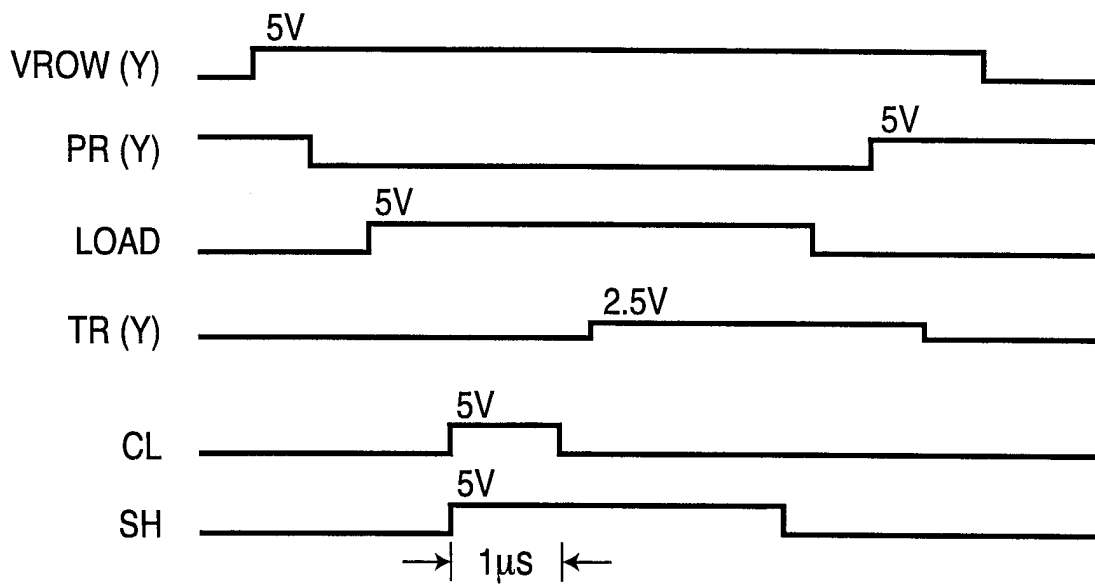 5V
VROW (Y)
5V
PR (Y)
5V
LOAD
2.5V
TR (Y)
5V
CL
5V
SH
1μs